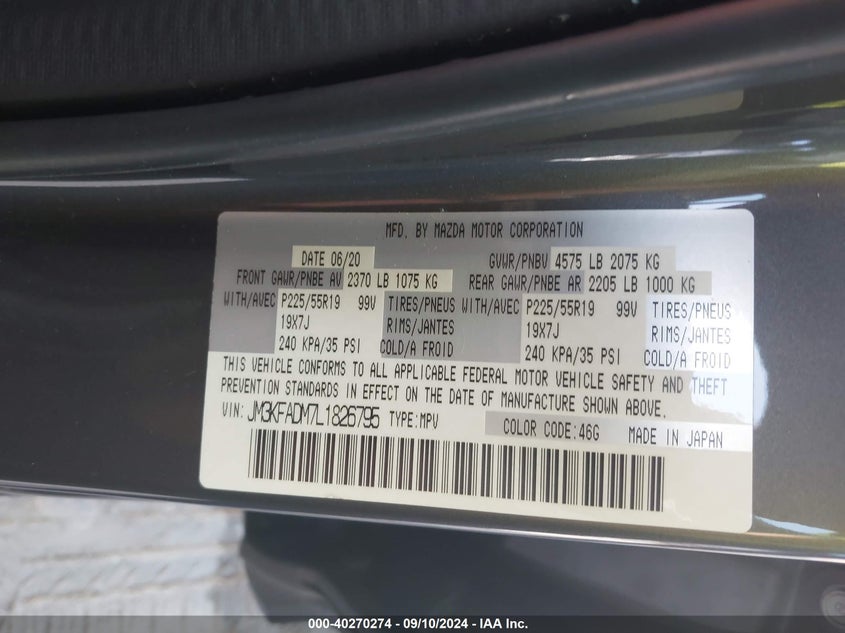 MFD. BY MAZDA MOTOR CORPORATION
DATE 06/20 GVWR/PNBV 4575 LB 2075 KG
FRONT GAWR/PNBE AV 2370 LB 1075 KG REAR GAWR/PNBE AR 2205 LB 1000 KG
WITH/AVEC P225/55R19 99V TIRES/PNEUS WITH/AVEC P225/55R19 99V TIRES/PNEUS
19X7J RIMS/JANTES 19X7J RIMS/JANTES
240 KPA/35 PSI COLD/A FROID 240 KPA/35 PSI COLD/A FROID
THIS VEHICLE CONFORMS TO ALL APPLICABLE FEDERAL MOTOR VEHICLE SAFETY AND THEFT
PREVENTION STANDARDS IN EFFECT ON THE DATE OF MANUFACTURE SHOWN ABOVE.
VIN: JM3KFADM7L1826795 TYPE:MPV COLOR CODE:46G MADE IN JAPAN
000-40270274 - 09/10/2024 - IAA Inc.